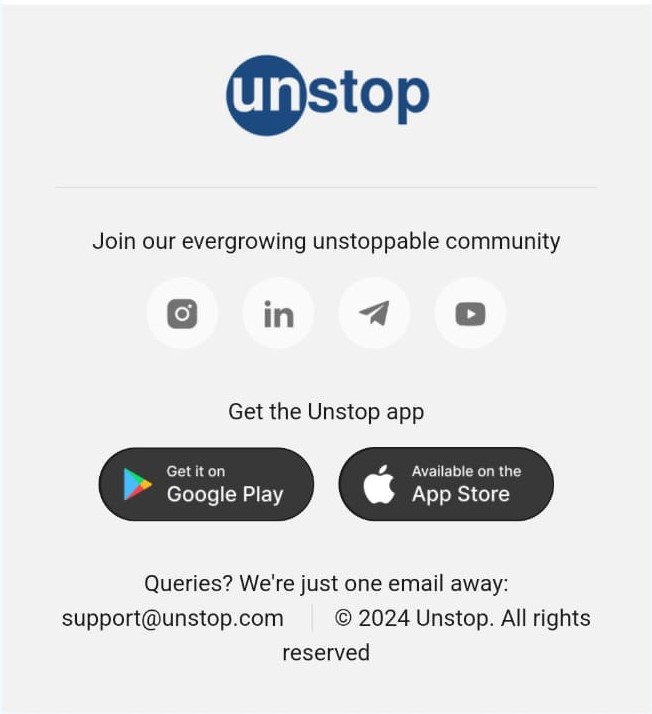 unstop
Join our evergrowing unstoppable community
in
Get the Unstop app
Get it on
Google Play
Available on the
App Store
Queries? We're just one email away:
support@unstop.com © 2024 Unstop. All rights
reserved